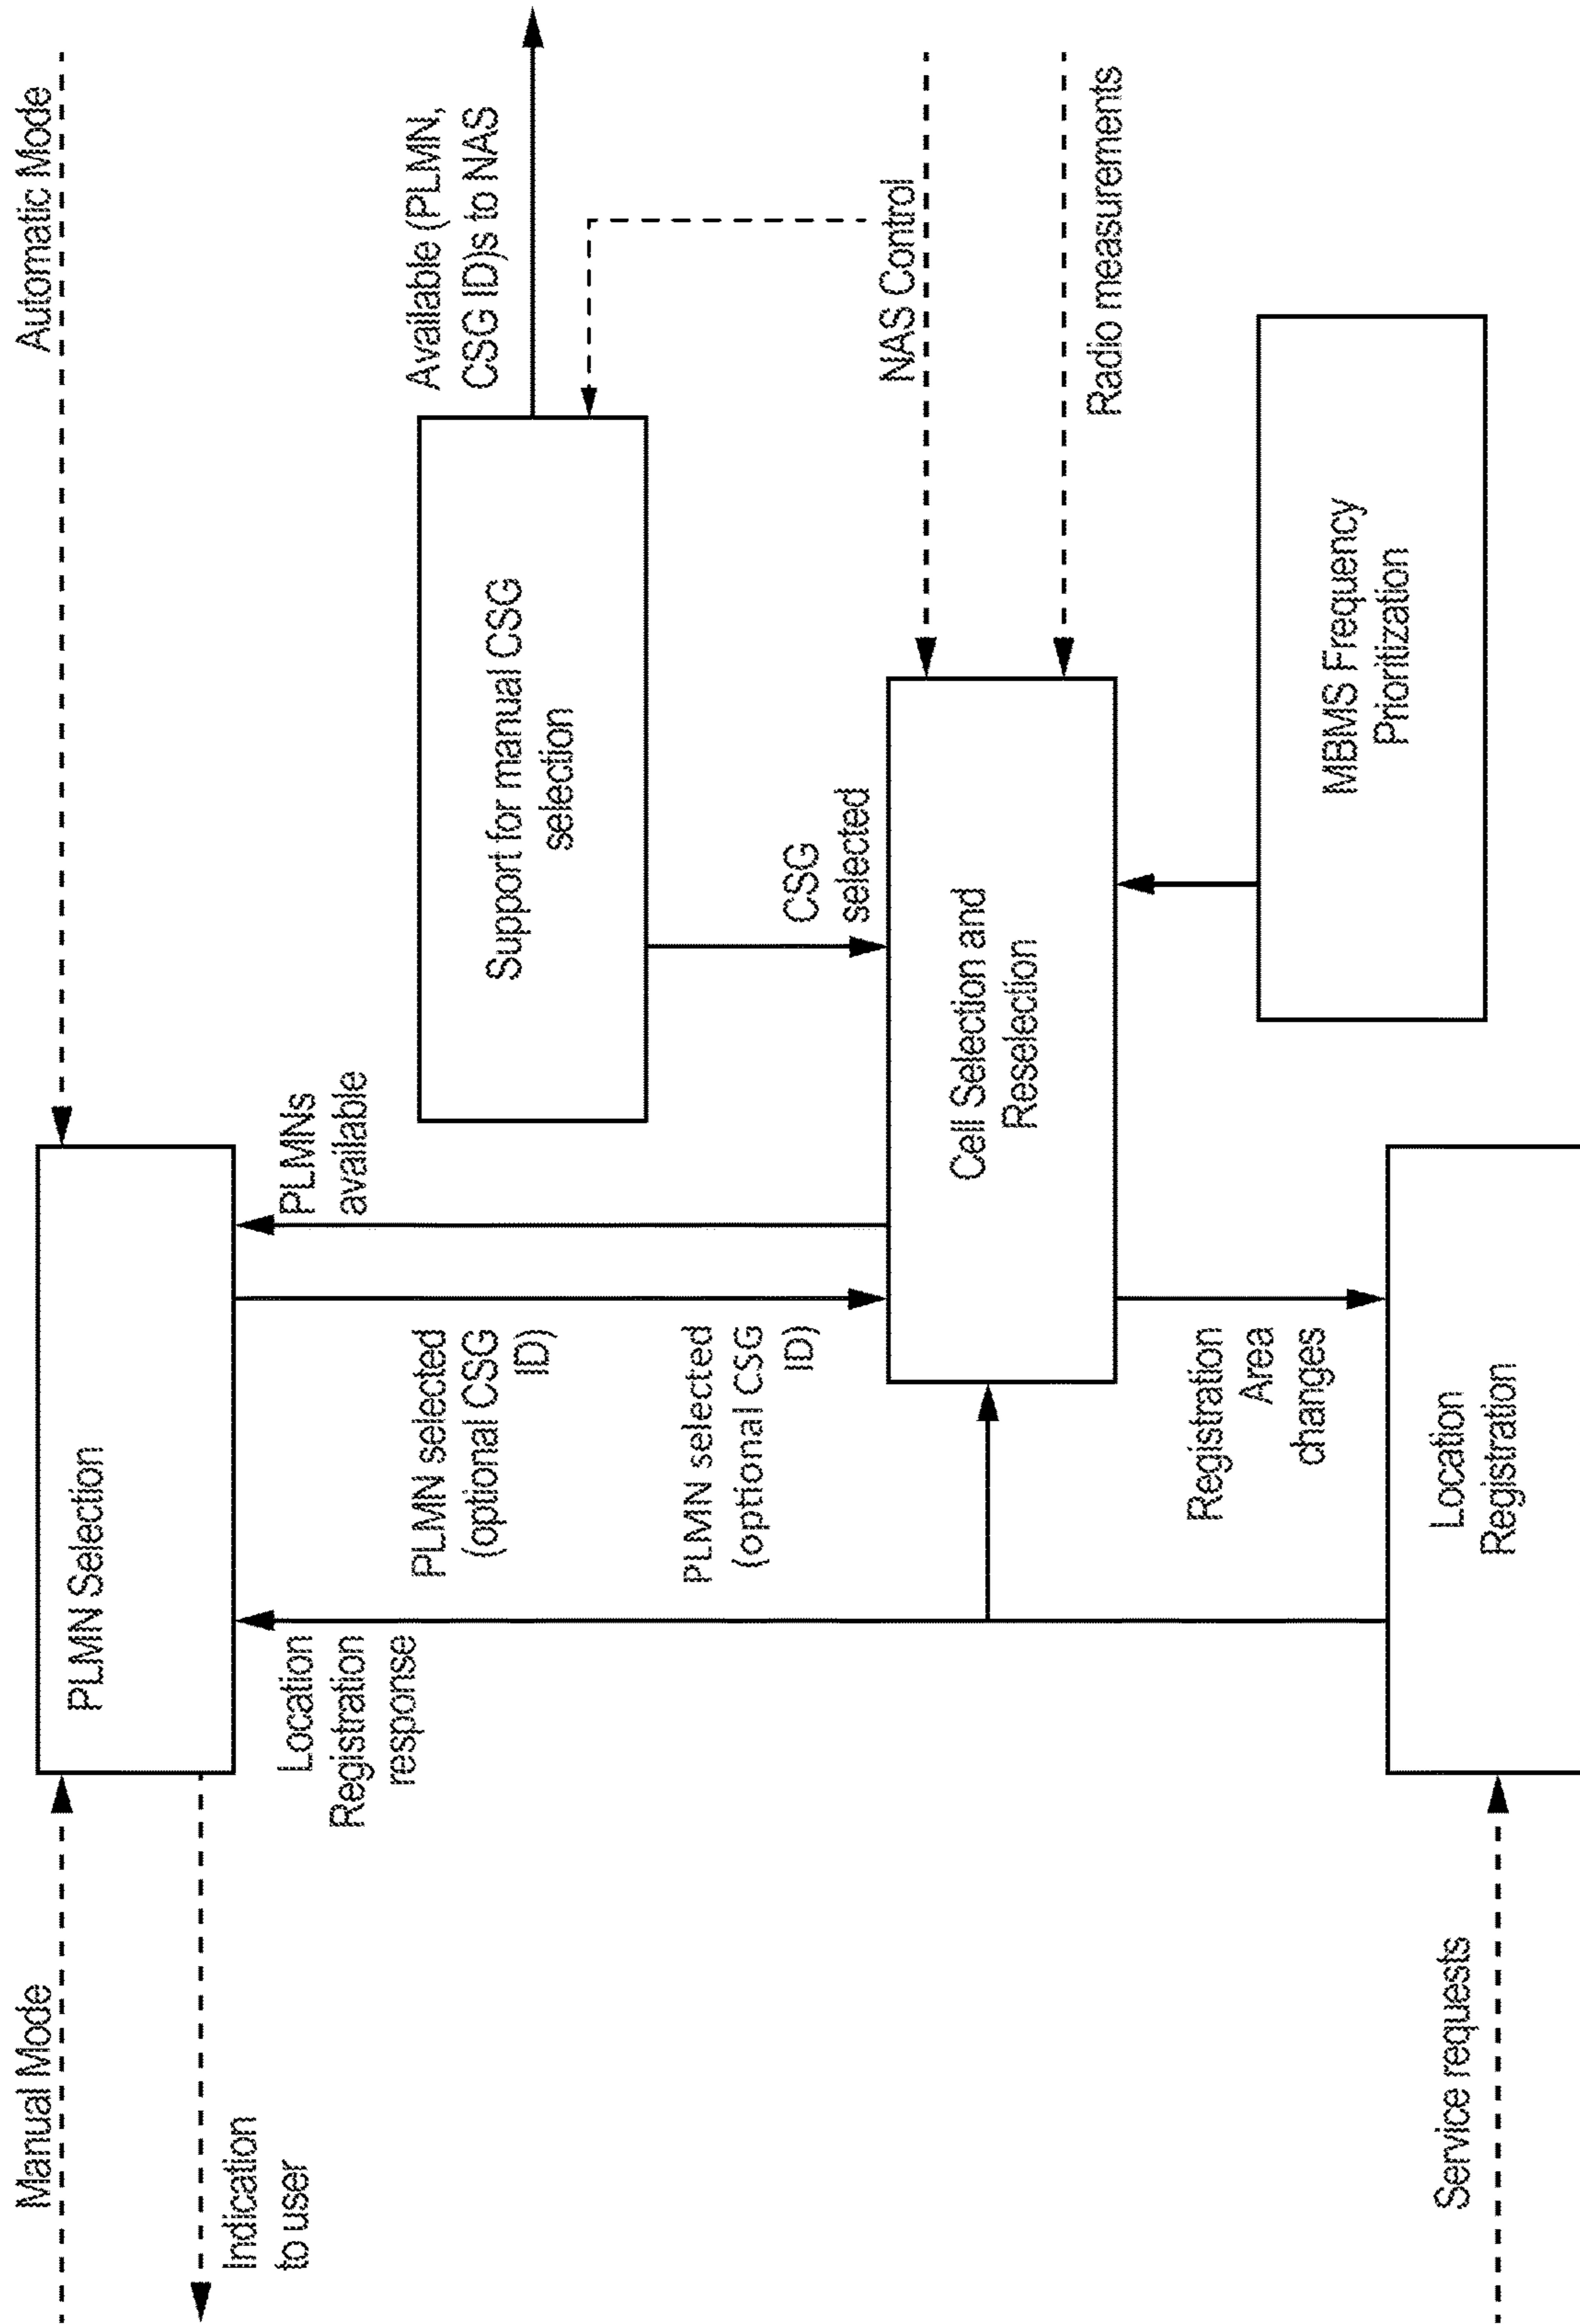 Manual Mode
Automatic Mode
Indication
to user
PLMN Selection
Location
Registration
response
PLMN selected
(optional CSG
ID)
PLMNs
available
Available (PLMN,
CSG ID)s to NAS
Support for manual CSG
selection
PLMN selected
(optional CSG
ID)
CSG
selected
NAS Control
Cell Selection and
Reselection
Radio measurements
Registration
Area
changes
MBMS Frequency
Prioritization
Service requests
Location
Registration